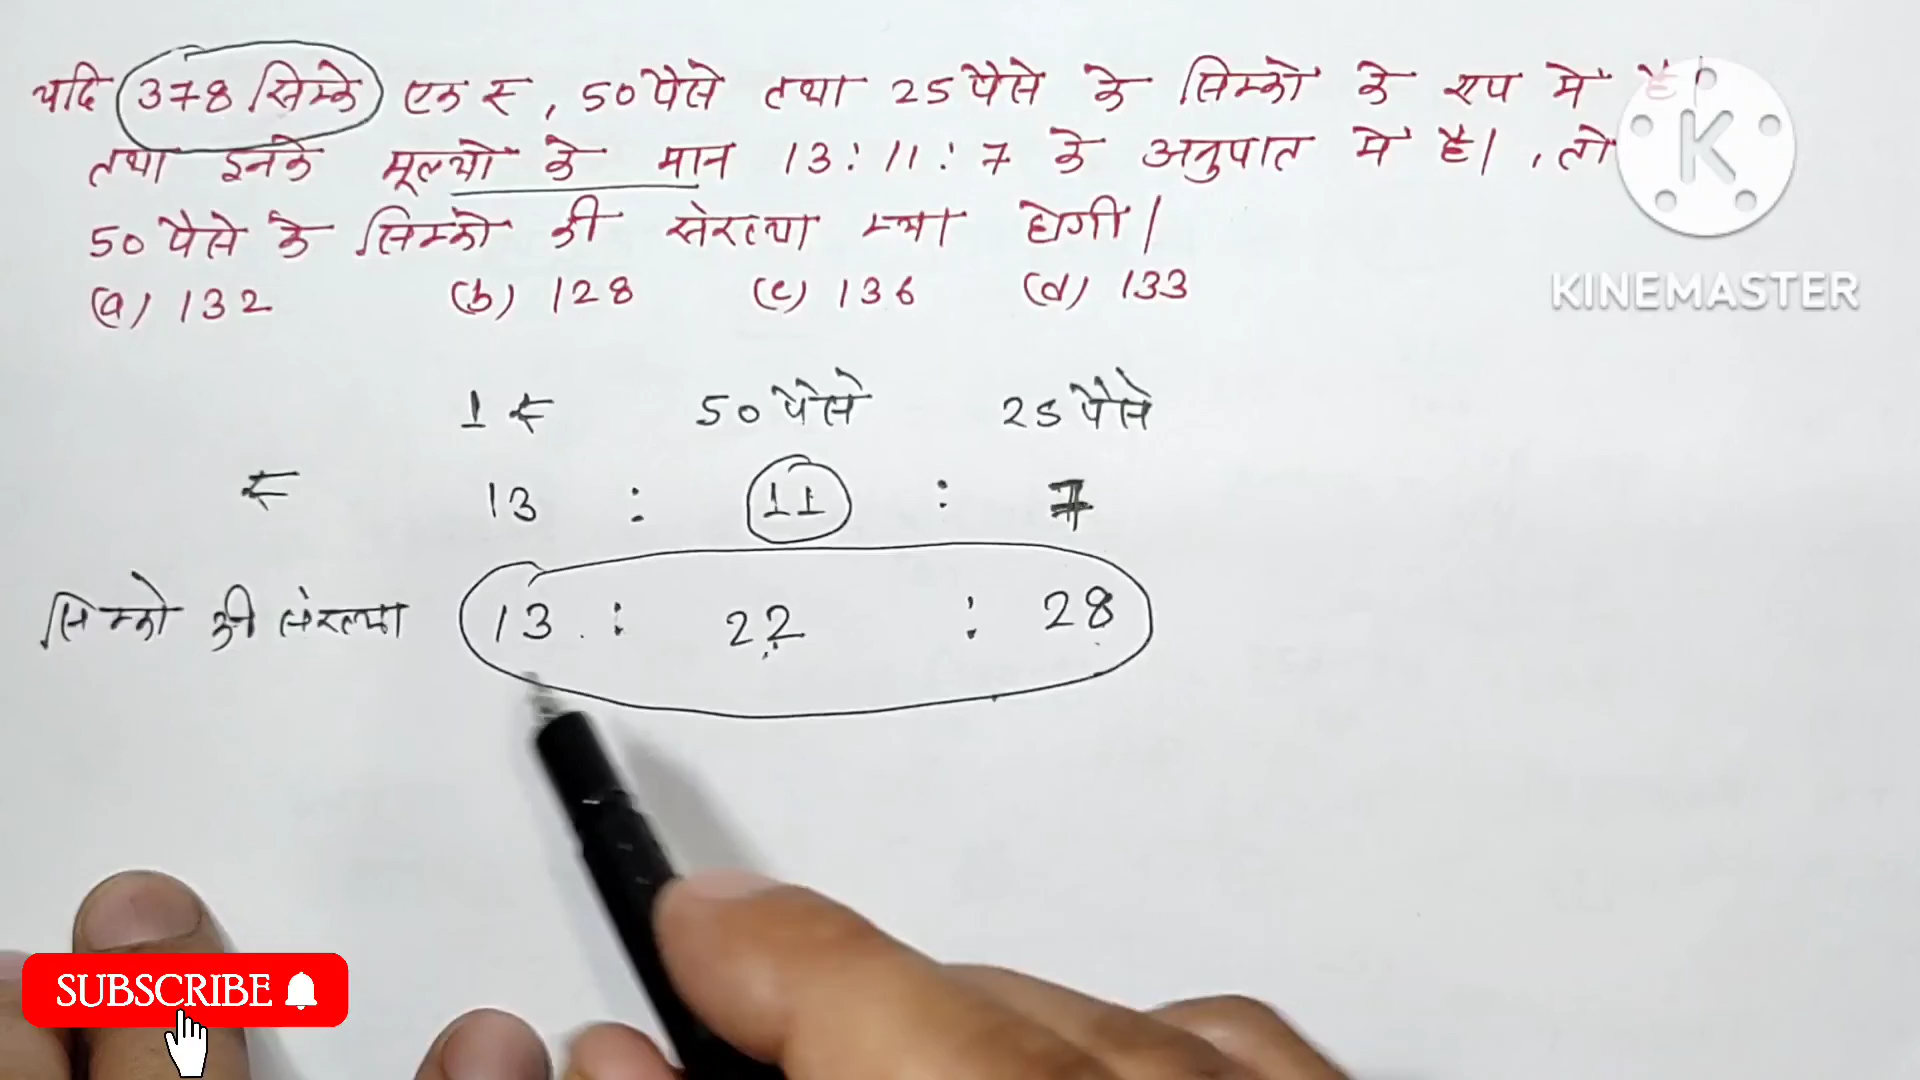 यदि 378 सिक्के एक रु, 50 पैसे तथा 25 पैसे के सिक्को के रुप मे है।
तथा इनके मूल्यो के मान 13 : 11 : 7 के अनुपात मे है। , तो
50 पैसे के सिक्को की संख्या क्या होगी।
(a) 132 (b) 128 (c) 136 (d) 133
KINEMASTER
1 रु 50 पैसे 25 पैसे
रु 13 : 11 : 7
सिक्को की संख्या 13 : 22 : 28
SUBSCRIBE